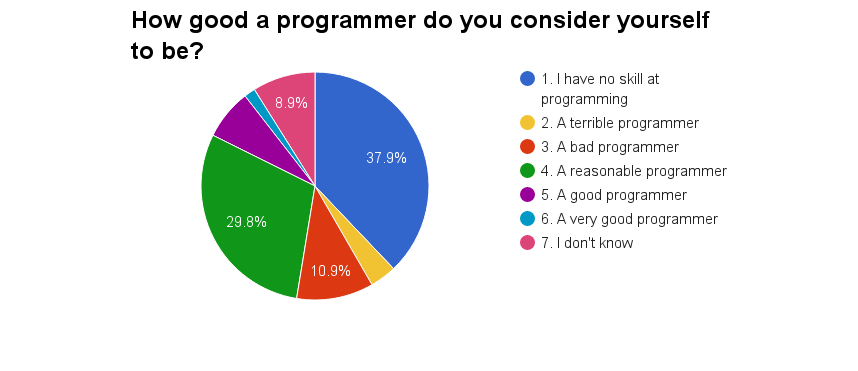 How good a programmer do you consider yourself
to be?
8.9%
37.9%
29.8%
10.9%
1. I have no skill at
programming
2. A terrible programmer
3. A bad programmer
4. A reasonable programmer
5. A good programmer
6. A very good programmer
7. I don't know